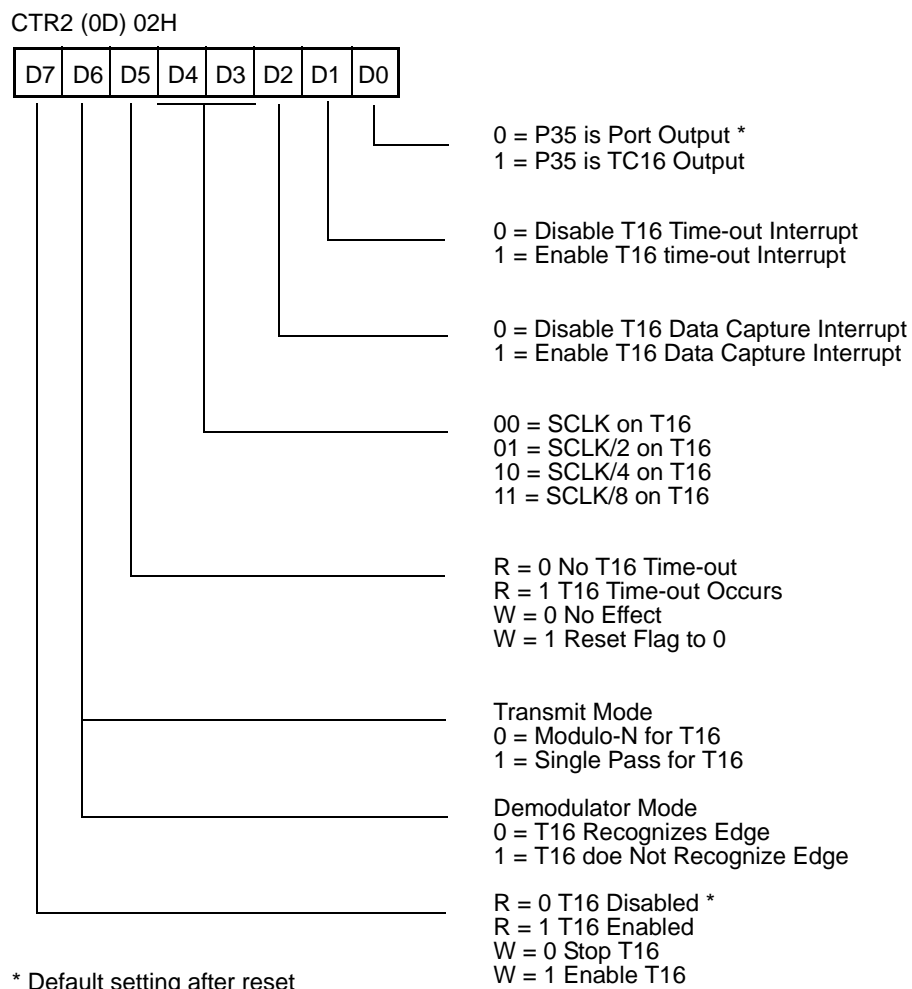 CTR2 (0D) 02H
D7 D6 D5 D4 D3 D2 D1 D0
0 = P35 is Port Output *
1 = P35 is TC16 Output
0 = Disable T16 Time-out Interrupt
1 = Enable T16 time-out Interrupt
0 = Disable T16 Data Capture Interrupt
1 = Enable T16 Data Capture Interrupt
00 = SCLK on T16
01 = SCLK/2 on T16
10 = SCLK/4 on T16
11 = SCLK/8 on T16
R = 0 No T16 Time-out
R = 1 T16 Time-out Occurs
W = 0 No Effect
W = 1 Reset Flag to 0
Transmit Mode
0 = Modulo-N for T16
1 = Single Pass for T16
Demodulator Mode
0 = T16 Recognizes Edge
1 = T16 doe Not Recognize Edge
R = 0 T16 Disabled *
R = 1 T16 Enabled
W = 0 Stop T16
W = 1 Enable T16
* Default setting after reset